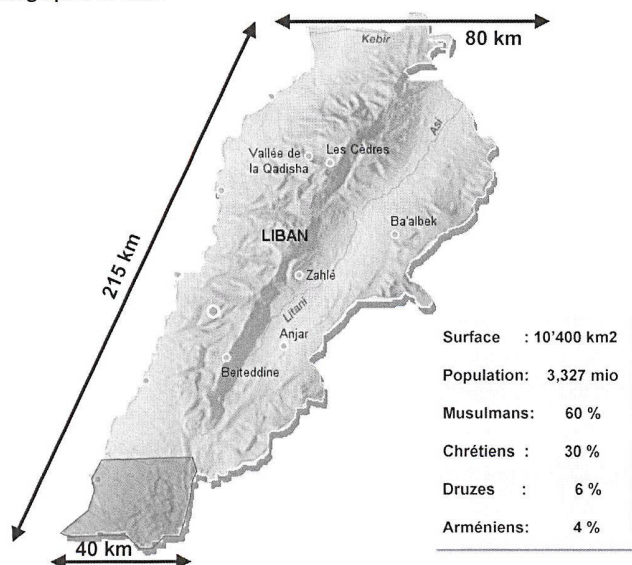 80 km
Kebir
Vallée de
la Qadisha
Les Cèdres
Asi
Ba'albek
LIBAN
215 km
Zahlé
Litani
Anjar
Beiteddine
40 km
Surface : 10'400 km2
Population: 3,327 mio
Musulmans: 60 %
Chrétiens : 30 %
Druzes : 6 %
Arméniens: 4 %